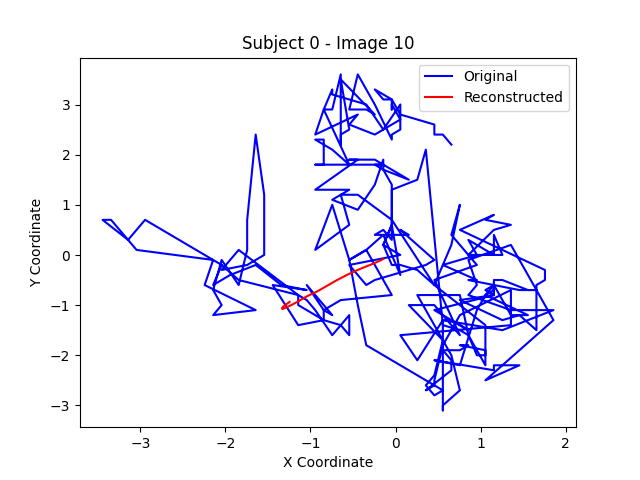 Subject 0 - Image 10
Original
Reconstructed
3
2
1
0
−1
−2
−3
Y Coordinate
−3
−2
−1
0
1
2
X Coordinate